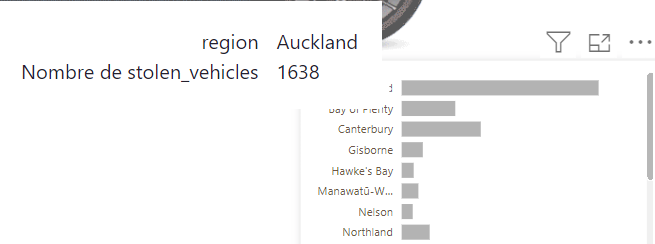 region Auckland
Nombre de stolen_vehicles 1638
Bay of Plenty
Canterbury
Gisborne
Hawke's Bay
Manawatū-W...
Nelson
Northland